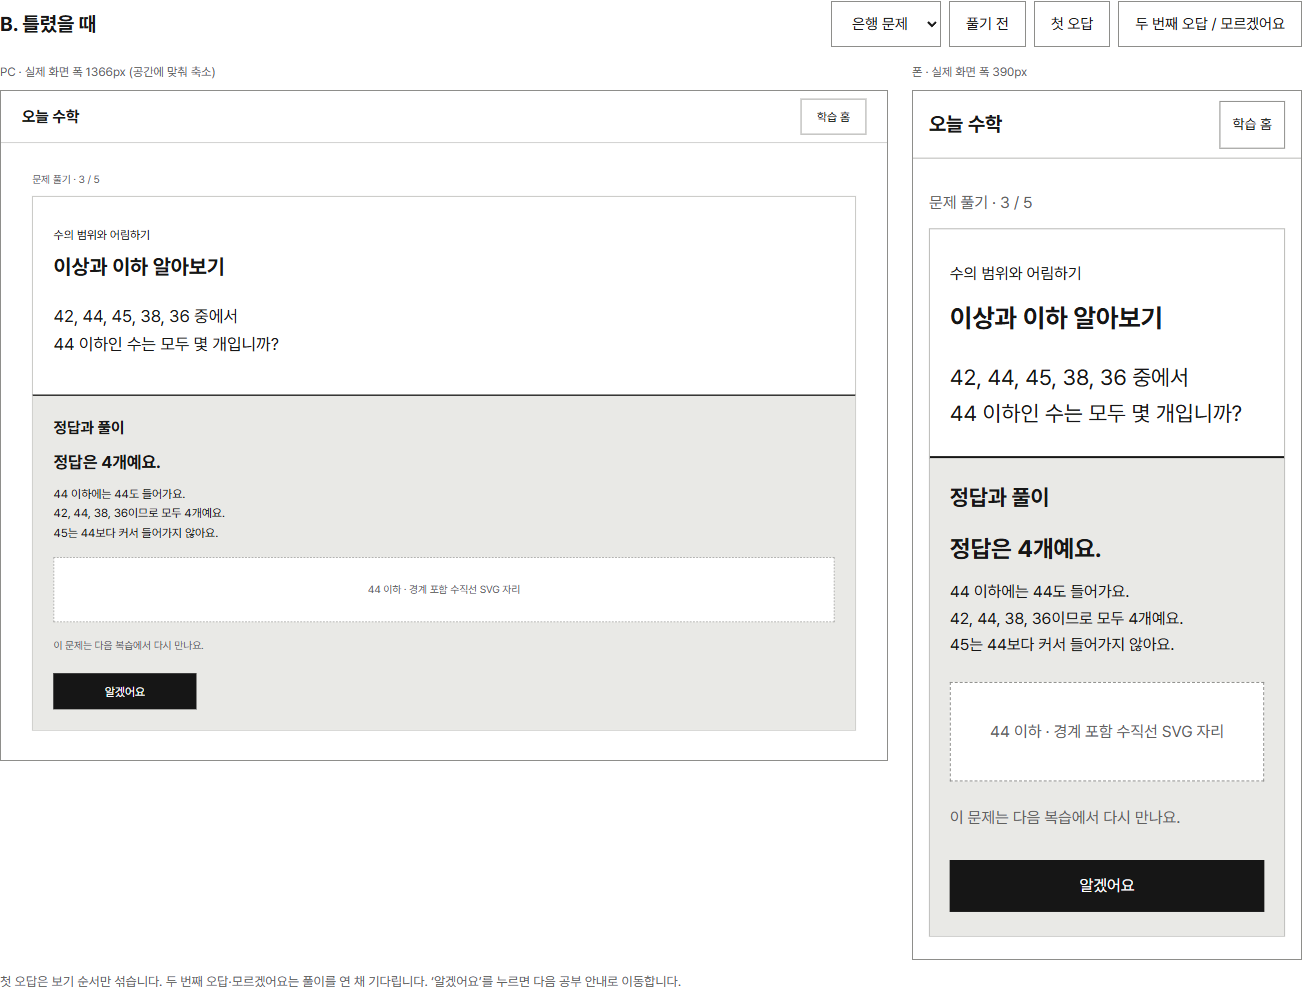 B. 틀렸을 때
은행 문제
풀기 전
첫 오답
두 번째 오답 / 모르겠어요
PC · 실제 화면 폭 1366px (공간에 맞춰 축소)
오늘 수학
학습 홈
문제 풀기 · 3 / 5
수의 범위와 어림하기
이상과 이하 알아보기
42, 44, 45, 38, 36 중에서
44 이하인 수는 모두 몇 개입니까?
정답과 풀이
정답은 4개예요.
44 이하에는 44도 들어가요.
42, 44, 38, 36이므로 모두 4개예요.
45는 44보다 커서 들어가지 않아요.
44 이하 · 경계 포함 수직선 SVG 자리
이 문제는 다음 복습에서 다시 만나요.
알겠어요
폰 · 실제 화면 폭 390px
오늘 수학
학습 홈
문제 풀기 · 3 / 5
수의 범위와 어림하기
이상과 이하 알아보기
42, 44, 45, 38, 36 중에서
44 이하인 수는 모두 몇 개입니까?
정답과 풀이
정답은 4개예요.
44 이하에는 44도 들어가요.
42, 44, 38, 36이므로 모두 4개예요.
45는 44보다 커서 들어가지 않아요.
44 이하 · 경계 포함 수직선 SVG 자리
이 문제는 다음 복습에서 다시 만나요.
알겠어요
첫 오답은 보기 순서만 섞습니다. 두 번째 오답·모르겠어요는 풀이를 연 채 기다립니다. ‘알겠어요’를 누르면 다음 공부 안내로 이동합니다.